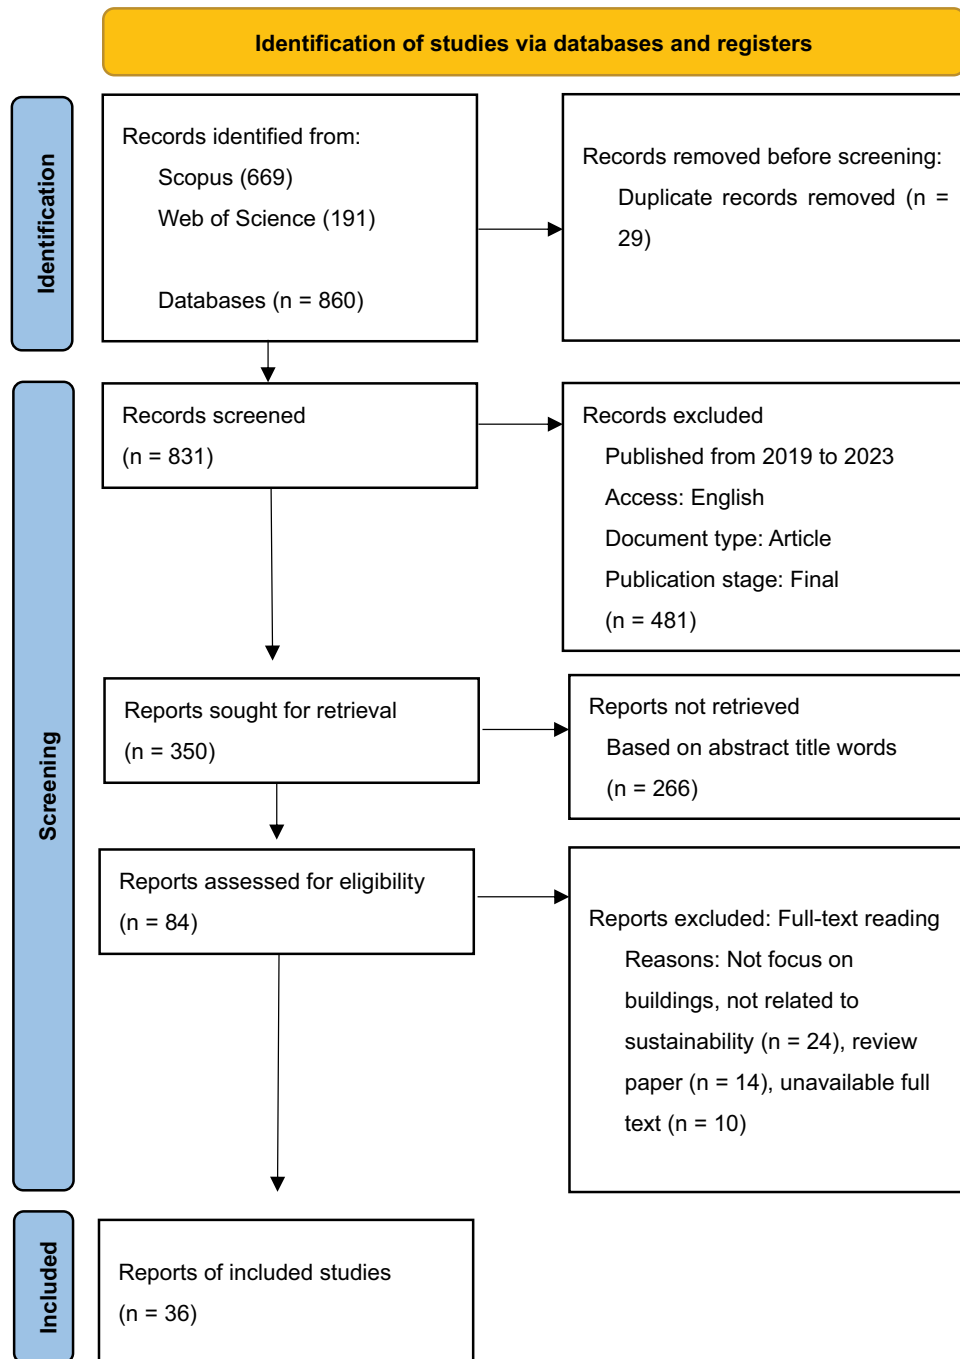 Identification of studies via databases and registers
Identification
Records identified from:
Scopus (669)
Web of Science (191)
Databases (n = 860)
Records removed before screening:
Duplicate records removed (n =
29)
Screening
Records screened
(n = 831)
Records excluded
Published from 2019 to 2023
Access: English
Document type: Article
Publication stage: Final
(n = 481)
Reports sought for retrieval
(n = 350)
Reports not retrieved
Based on abstract title words
(n = 266)
Reports assessed for eligibility
(n = 84)
Reports excluded: Full-text reading
Reasons: Not focus on
buildings, not related to
sustainability (n = 24), review
paper (n = 14), unavailable full
text (n = 10)
Included
Reports of included studies
(n = 36)